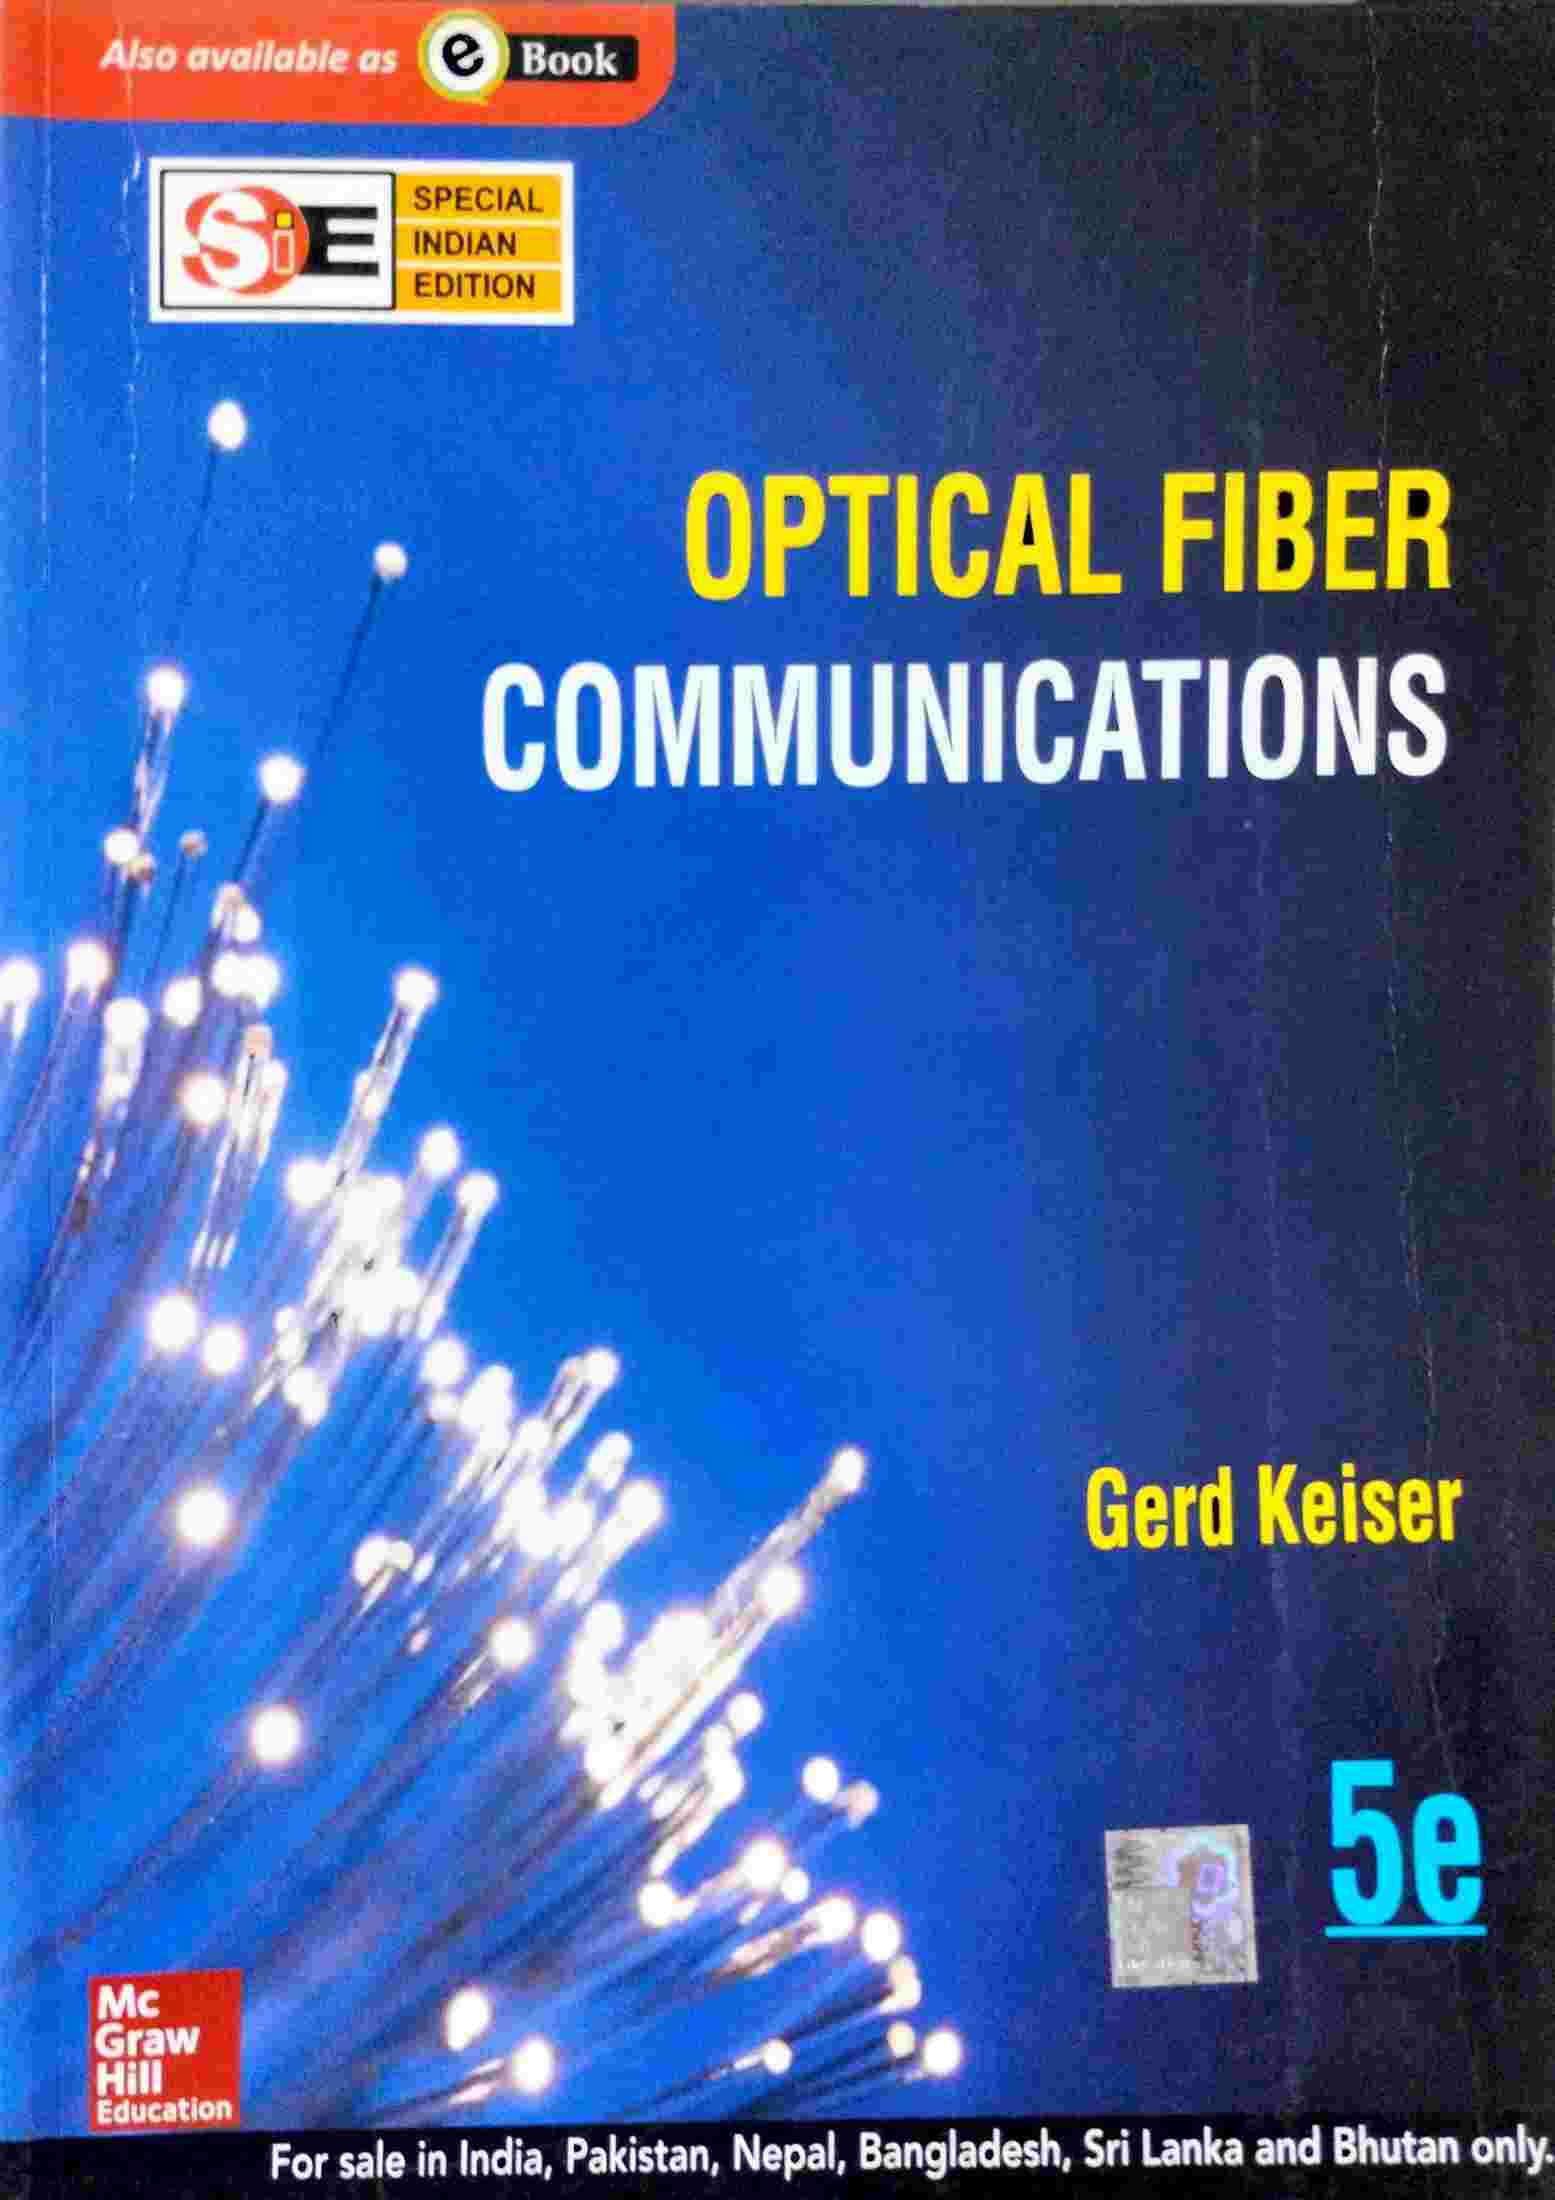 Also available as e Book
SiE
SPECIAL
INDIAN
EDITION
OPTICAL FIBER
COMMUNICATIONS
Gerd Keiser
5e
Mc
Graw
Hill
Education
For sale in India, Pakistan, Nepal, Bangladesh, Sri Lanka and Bhutan only.